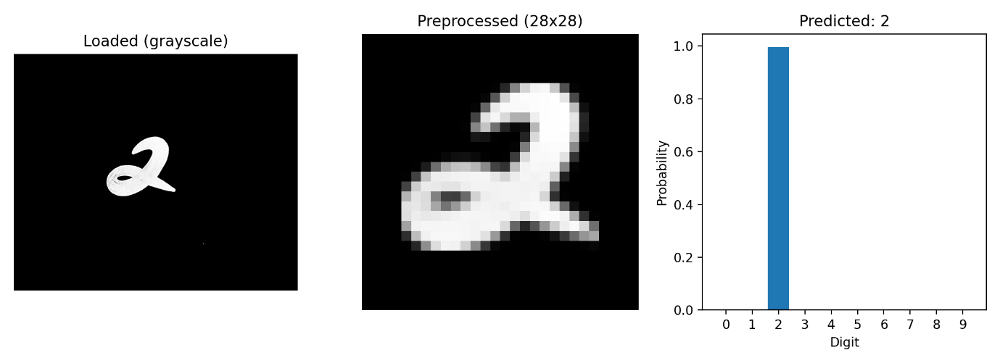 Loaded (grayscale)
2
Preprocessed (28x28)
2
Predicted: 2
Probability
1.0
0.8
0.6
0.4
0.2
0.0
0 1 2 3 4 5 6 7 8 9
Digit